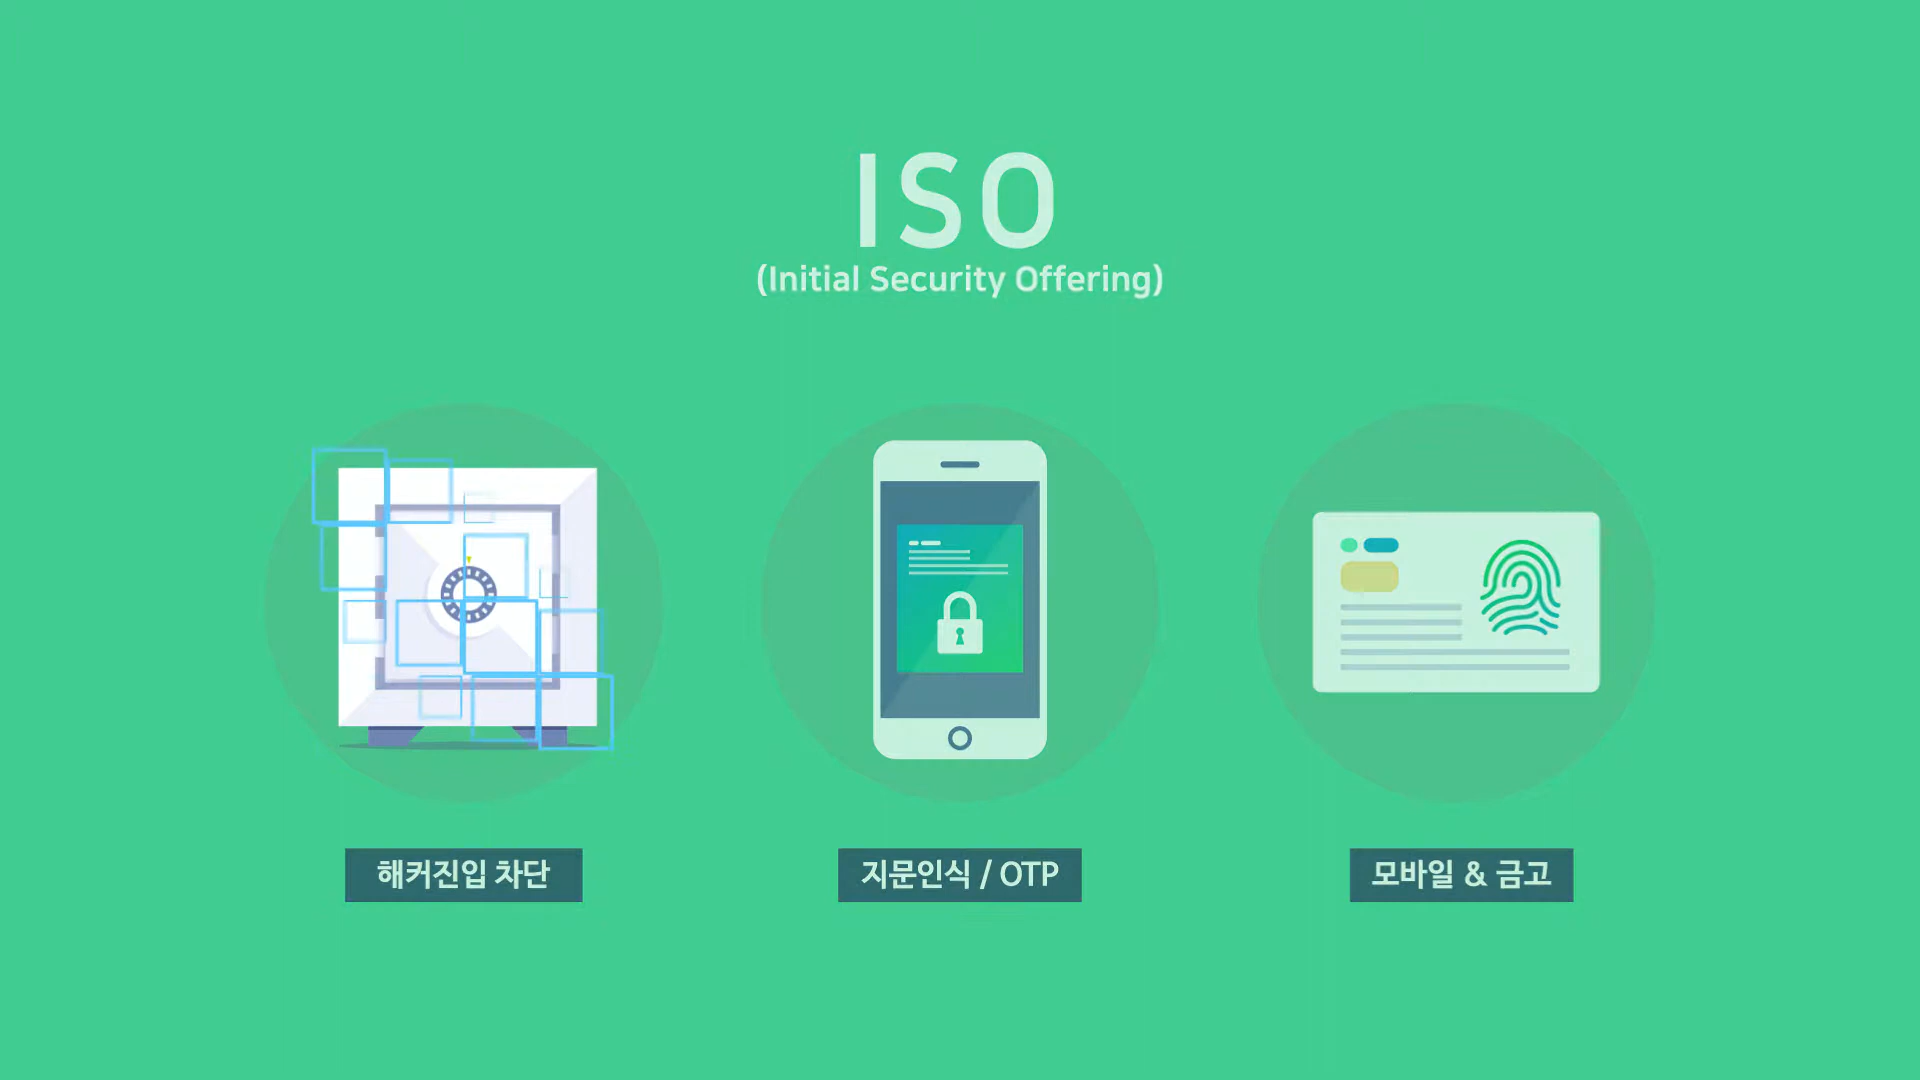 ISO
(Initial Security Offering)
해커진입 차단
지문인식 / OTP
모바일 & 금고